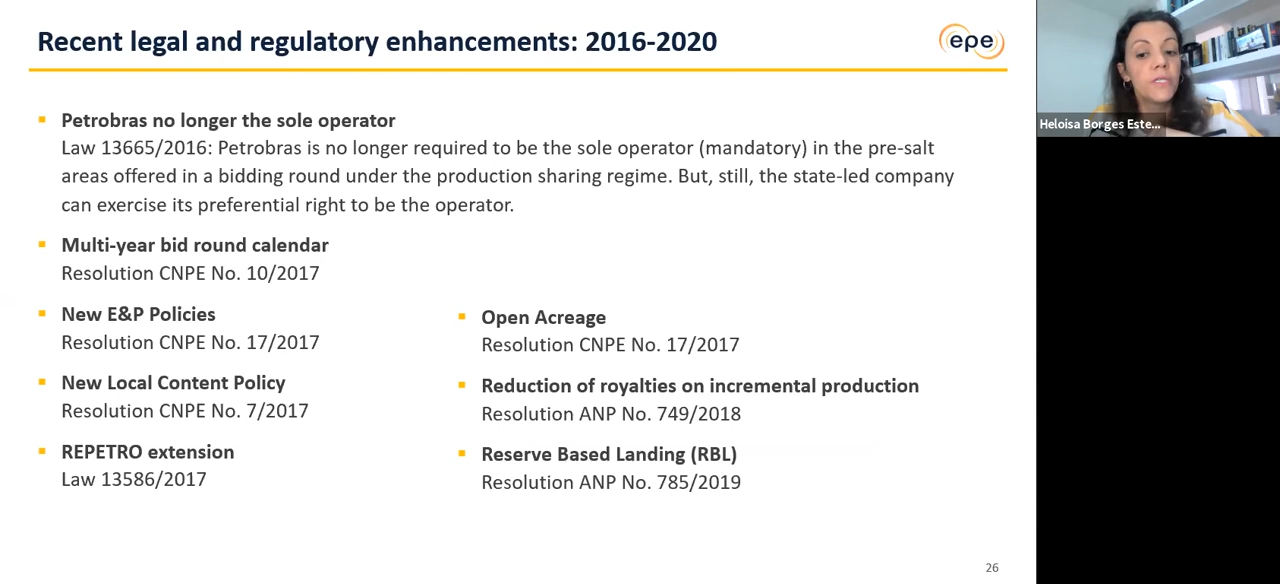 Recent legal and regulatory enhancements: 2016-2020
epe
Petrobras no longer the sole operator
Law 13665/2016: Petrobras is no longer required to be the sole operator (mandatory) in the pre-salt
areas offered in a bidding round under the production sharing regime. But, still, the state-led company
can exercise its preferential right to be the operator.
Multi-year bid round calendar
Resolution CNPE No. 10/2017
New E&P Policies
Resolution CNPE No. 17/2017
New Local Content Policy
Resolution CNPE No. 7/2017
REPETRO extension
Law 13586/2017
Open Acreage
Resolution CNPE No. 17/2017
Reduction of royalties on incremental production
Resolution ANP No. 749/2018
Reserve Based Landing (RBL)
Resolution ANP No. 785/2019
26
Heloisa Borges Este...